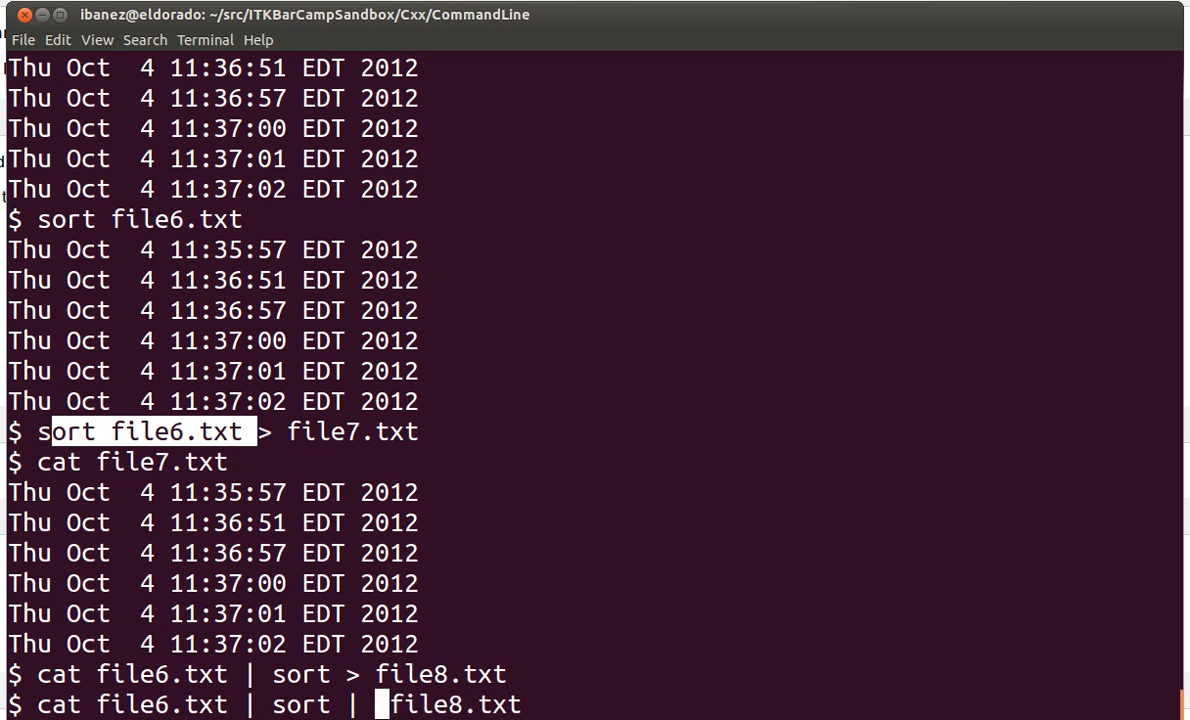 ibanez@eldorado: ~/src/ITKBarCampSandbox/Cxx/CommandLine
File Edit View Search Terminal Help
Thu Oct  4 11:36:51 EDT 2012
Thu Oct  4 11:36:57 EDT 2012
Thu Oct  4 11:37:00 EDT 2012
Thu Oct  4 11:37:01 EDT 2012
Thu Oct  4 11:37:02 EDT 2012
$ sort file6.txt
Thu Oct  4 11:35:57 EDT 2012
Thu Oct  4 11:36:51 EDT 2012
Thu Oct  4 11:36:57 EDT 2012
Thu Oct  4 11:37:00 EDT 2012
Thu Oct  4 11:37:01 EDT 2012
Thu Oct  4 11:37:02 EDT 2012
$ sort file6.txt > file7.txt
$ cat file7.txt
Thu Oct  4 11:35:57 EDT 2012
Thu Oct  4 11:36:51 EDT 2012
Thu Oct  4 11:36:57 EDT 2012
Thu Oct  4 11:37:00 EDT 2012
Thu Oct  4 11:37:01 EDT 2012
Thu Oct  4 11:37:02 EDT 2012
$ cat file6.txt | sort > file8.txt
$ cat file6.txt | sort | file8.txt